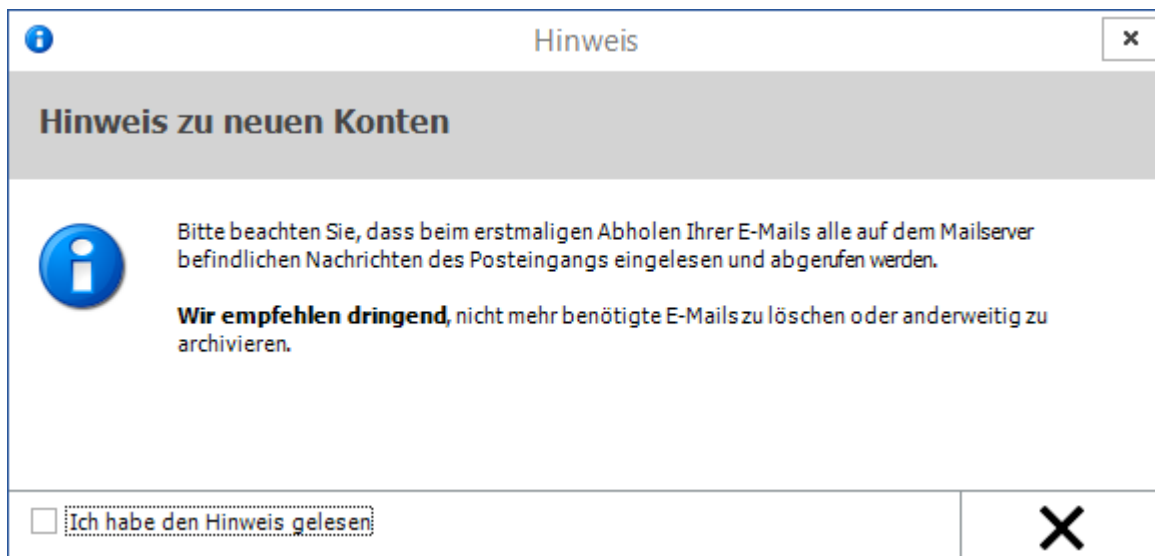 Hinweis
Hinweis zu neuen Konten
Bitte beachten Sie, dass beim erstmaligen Abholen Ihrer E-Mails alle auf dem Mailserver
befindlichen Nachrichten des Posteingangs eingelesen und abgerufen werden.
Wir empfehlen dringend, nicht mehr benötigte E-Mails zu löschen oder anderweitig zu
archivieren.
Ich habe den Hinweis gelesen